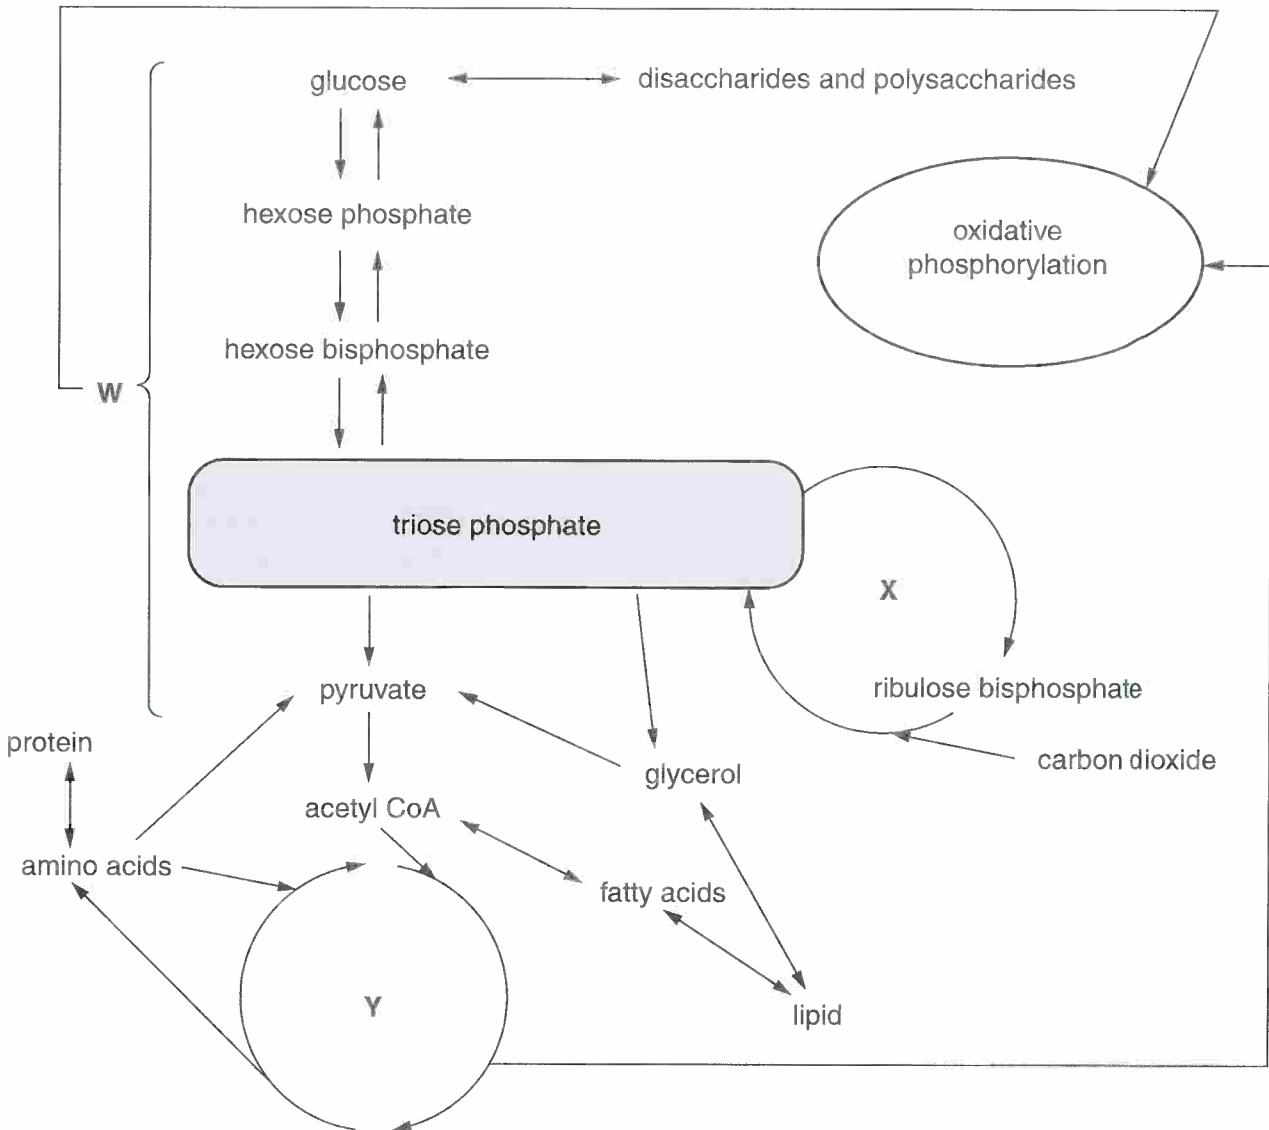 glucose
disaccharides and polysaccharides
hexose phosphate
oxidative
phosphorylation
hexose bisphosphate
W
triose phosphate
X
pyruvate
ribulose bisphosphate
protein
carbon dioxide
glycerol
acetyl CoA
amino acids
fatty acids
Y
lipid